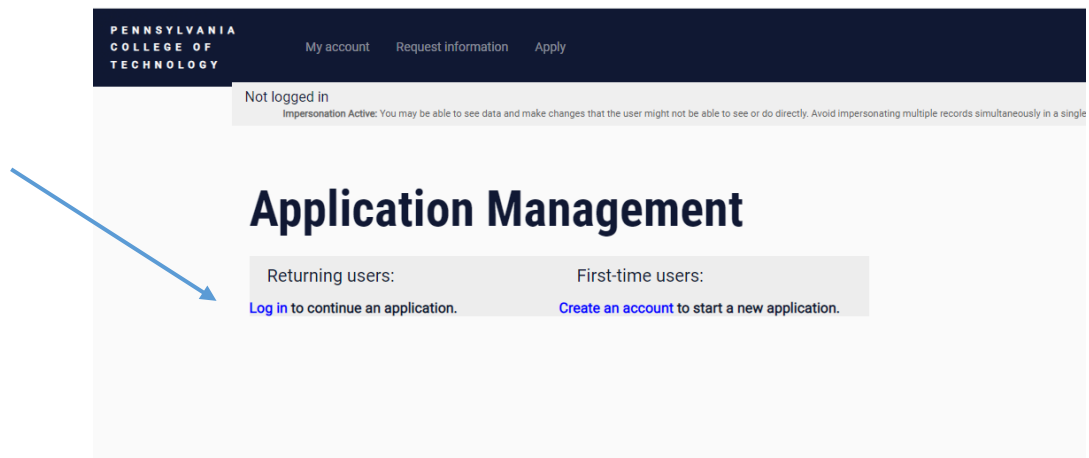 PENNSYLVANIA
COLLEGE OF
TECHNOLOGY
My account Request information Apply
Not logged in
Impersonation Active: You may be able to see data and make changes that the user might not be able to see or do directly. Avoid impersonating multiple records simultaneously in a single
Application Management
Returning users:
Log in to continue an application.
First-time users:
Create an account to start a new application.